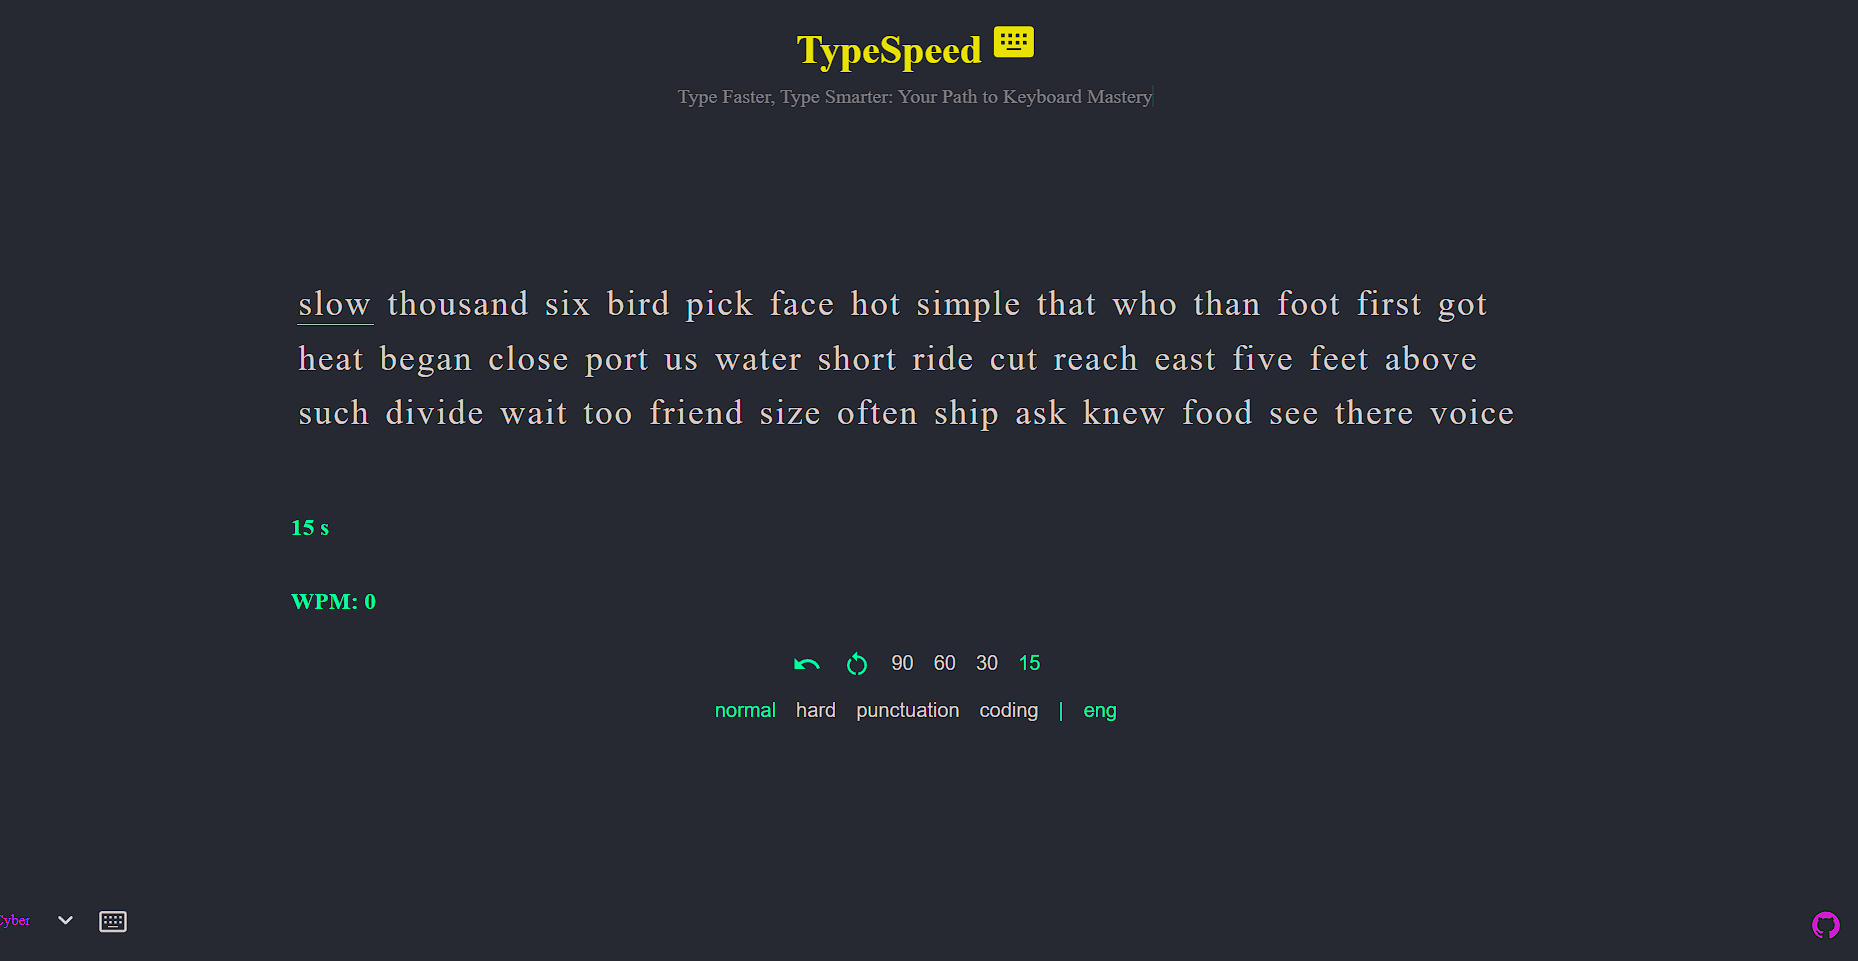 TypeSpeed
Type Faster, Type Smarter: Your Path to Keyboard Mastery
slow thousand six bird pick face hot simple that who than foot first got
heat began close port us water short ride cut reach east five feet above
such divide wait too friend size often ship ask knew food see there voice
15 s
WPM: 0
90 60 30 15
normal hard punctuation coding | eng
Cyber